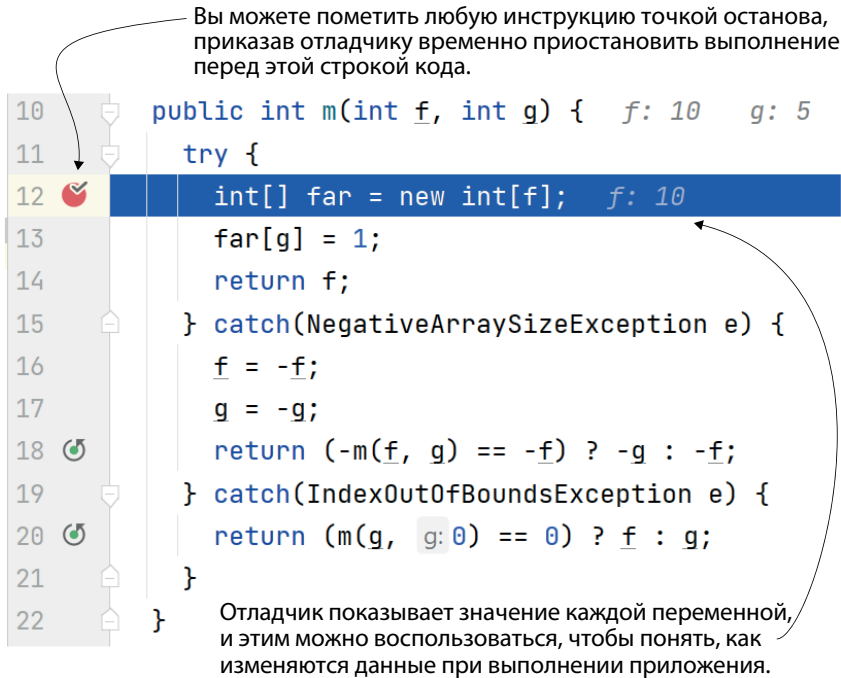 Вы можете пометить любую инструкцию точкой останова,
приказав отладчику временно приостановить выполнение
перед этой строкой кода.
10 public int m(int f, int g) { f: 10 g: 5
11 try {
12 int[] far = new int[f]; f: 10
13 far[g] = 1;
14 return f;
15 } catch(NegativeArraySizeException e) {
16 f = -f;
17 g = -g;
18 return (-m(f, g) == -f) ? -g : -f;
19 } catch(IndexOutOfBoundsException e) {
20 return (m(g, g: 0) == 0) ? f : g;
21 }
22 }
Отладчик показывает значение каждой переменной,
и этим можно воспользоваться, чтобы понять, как
изменяются данные при выполнении приложения.